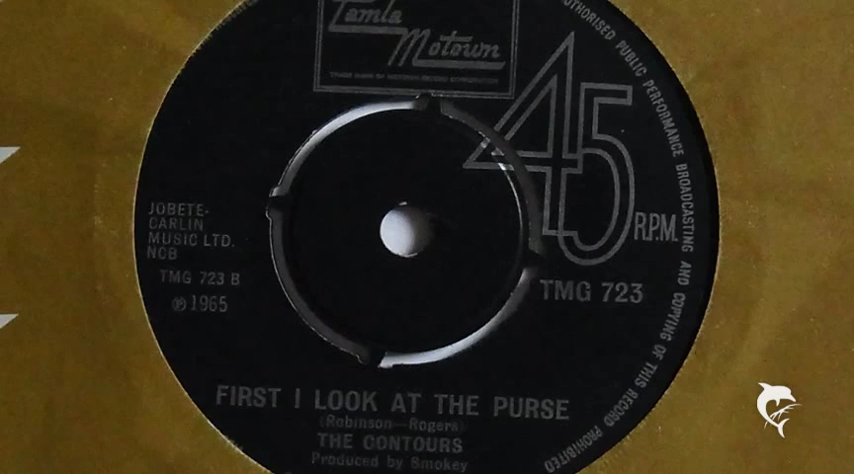 Tamla
Motown
TRADE MARK OF MOTOWN RECORD CORPORATION
45
R.P.M.
AUTHORISED PUBLIC PERFORMANCE BROADCASTING AND COPYING OF THIS RECORD PROHIBITED
JOBETE-
CARLIN
MUSIC LTD.
NCB
TMG 723 B
℗ 1965
TMG 723
FIRST I LOOK AT THE PURSE
(Robinson—Rogers)
THE CONTOURS
Produced by Smokey